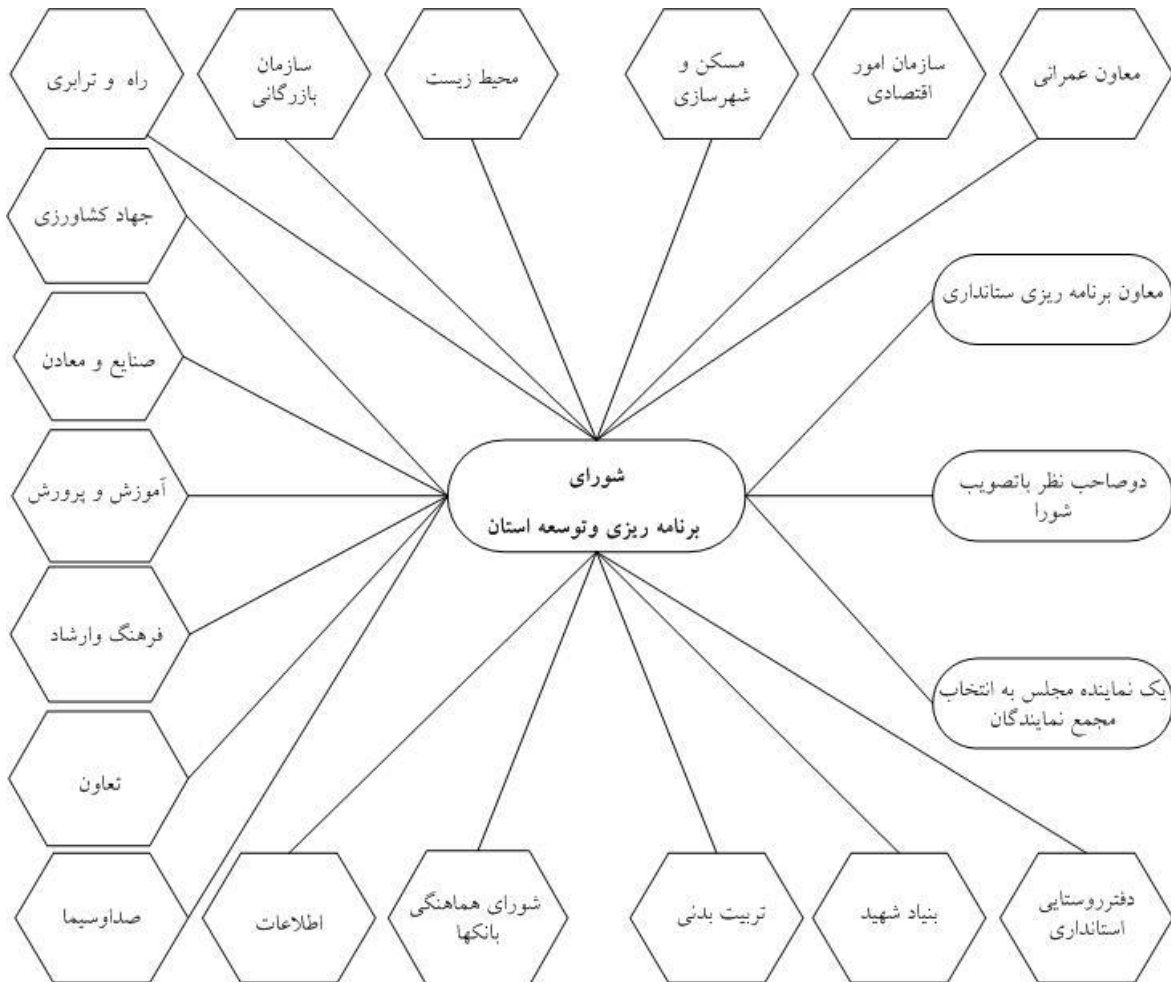 معاون عمرانی
سازمان امور
اقتصادی
مسکن و
شهرسازی
محیط زیست
سازمان
بازرگانی
راه و ترابری
جهاد کشاورزی
معاون برنامه ریزی ستانداری
صنایع و معادن
شورای
برنامه ریزی وتوسعه استان
دوصاحب نظر باتصویب
شورا
آموزش و پرورش
فرهنگ وارشاد
یک نماینده مجلس به انتخاب
مجمع نمایندگان
تعاون
دفترروستایی
استانداری
بنیاد شهید
تربیت بدنی
شورای هماهنگی
بانکها
اطلاعات
صداوسیما